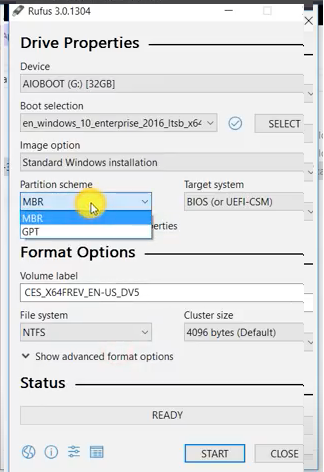 Rufus 3.0.1304
Drive Properties
Device
AIOBOOT (G:) [32GB]
Boot selection
en_windows_10_enterprise_2016_ltsb_x64
SELECT
Image option
Standard Windows installation
Partition scheme
Target system
MBR
BIOS (or UEFI-CSM)
MBR
GPT
erties
Format Options
Volume label
CES_X64FREV_EN-US_DV5
File system
Cluster size
NTFS
4096 bytes (Default)
Show advanced format options
Status
READY
START
CLOSE